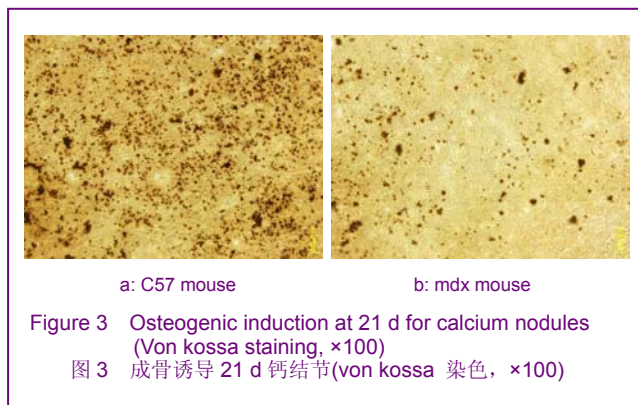 a: C57 mouse
b: mdx mouse
Figure 3 Osteogenic induction at 21 d for calcium nodules
(Von kossa staining, ×100)
图 3 成骨诱导 21 d 钙结节(von kossa 染色，×100)